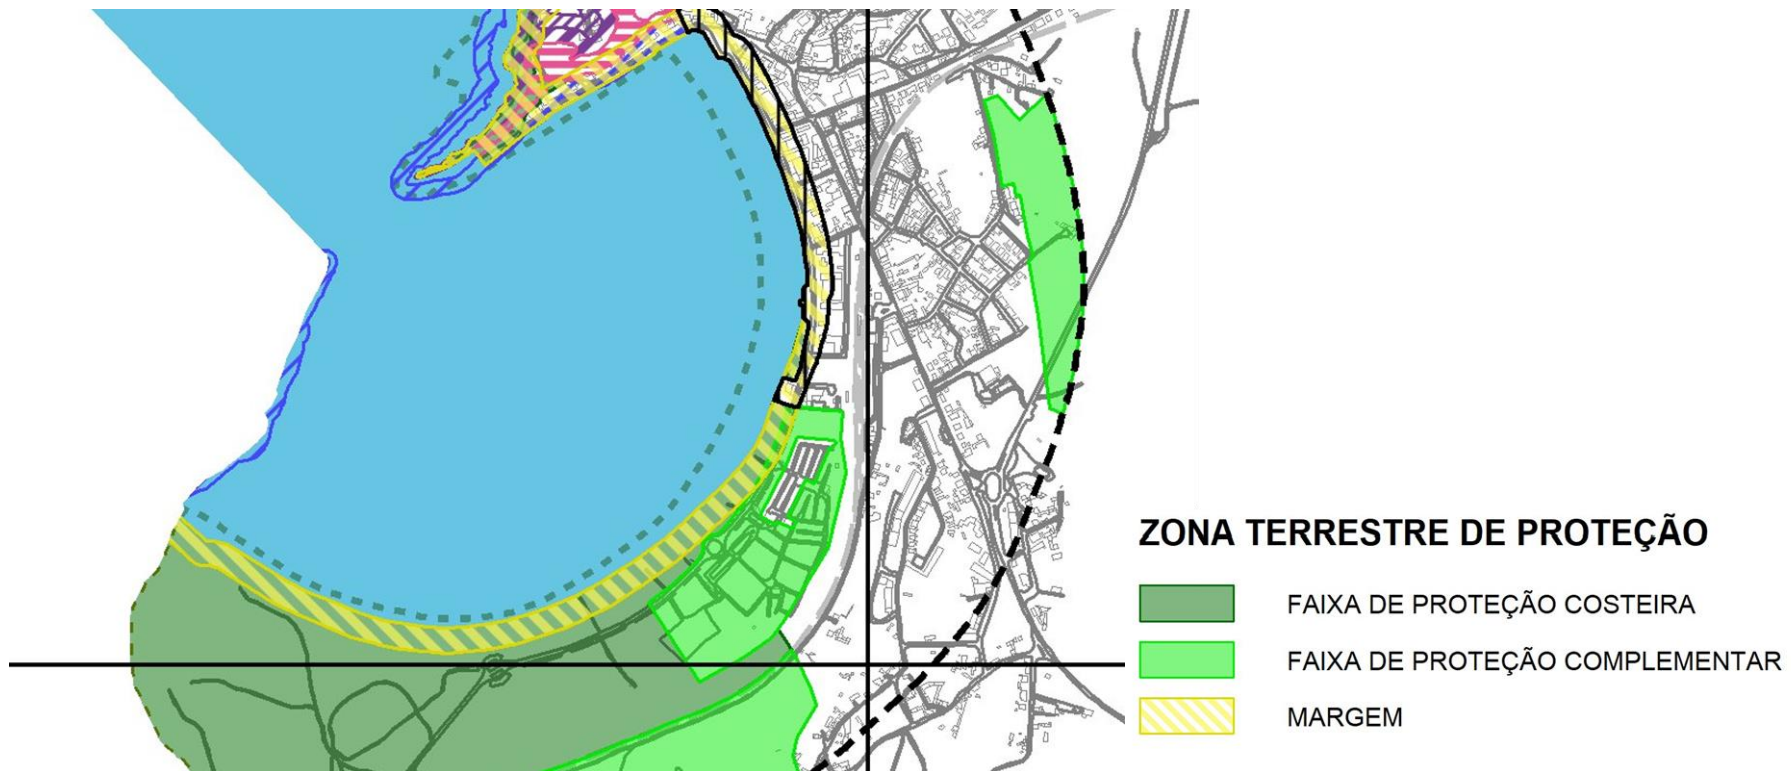 ZONA TERRESTRE DE PROTEÇÃO
FAIXA DE PROTEÇÃO COSTEIRA
FAIXA DE PROTEÇÃO COMPLEMENTAR
MARGEM